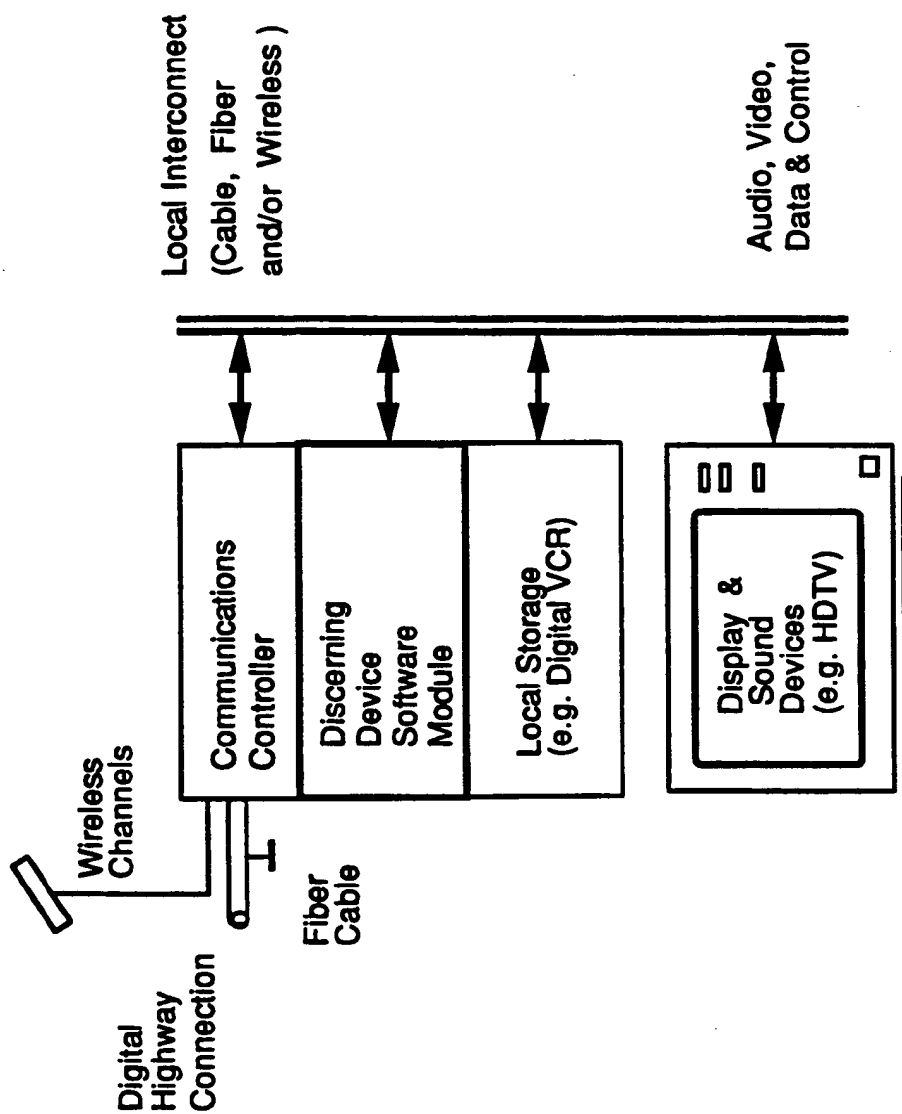 Digital
Highway
Connection
Wireless
Channels
Fiber
Cable
Communications
Controller
Discerning
Device
Software
Module
Local Storage
(e.g. Digital VCR)
Display &
Sound
Devices
(e.g. HDTV)
Local Interconnect
(Cable, Fiber
and/or Wireless )
Audio, Video,
Data & Control